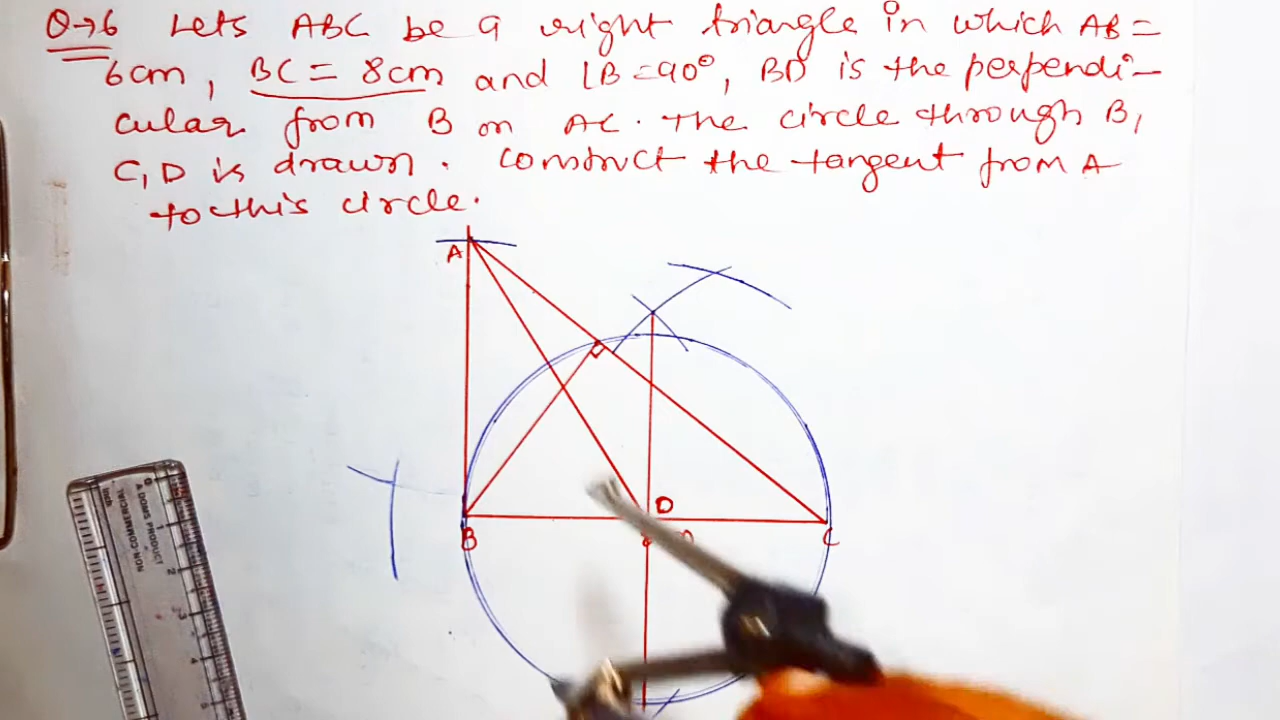 Q→6 Lets ABC be a right triangle in which AB =
6cm, BC = 8cm and ∠B = 90°, BD is the perpendi-
cular from B on AC. The circle through B,
C, D is drawn. Construct the tangent from A
to this circle.
A
D
B
C